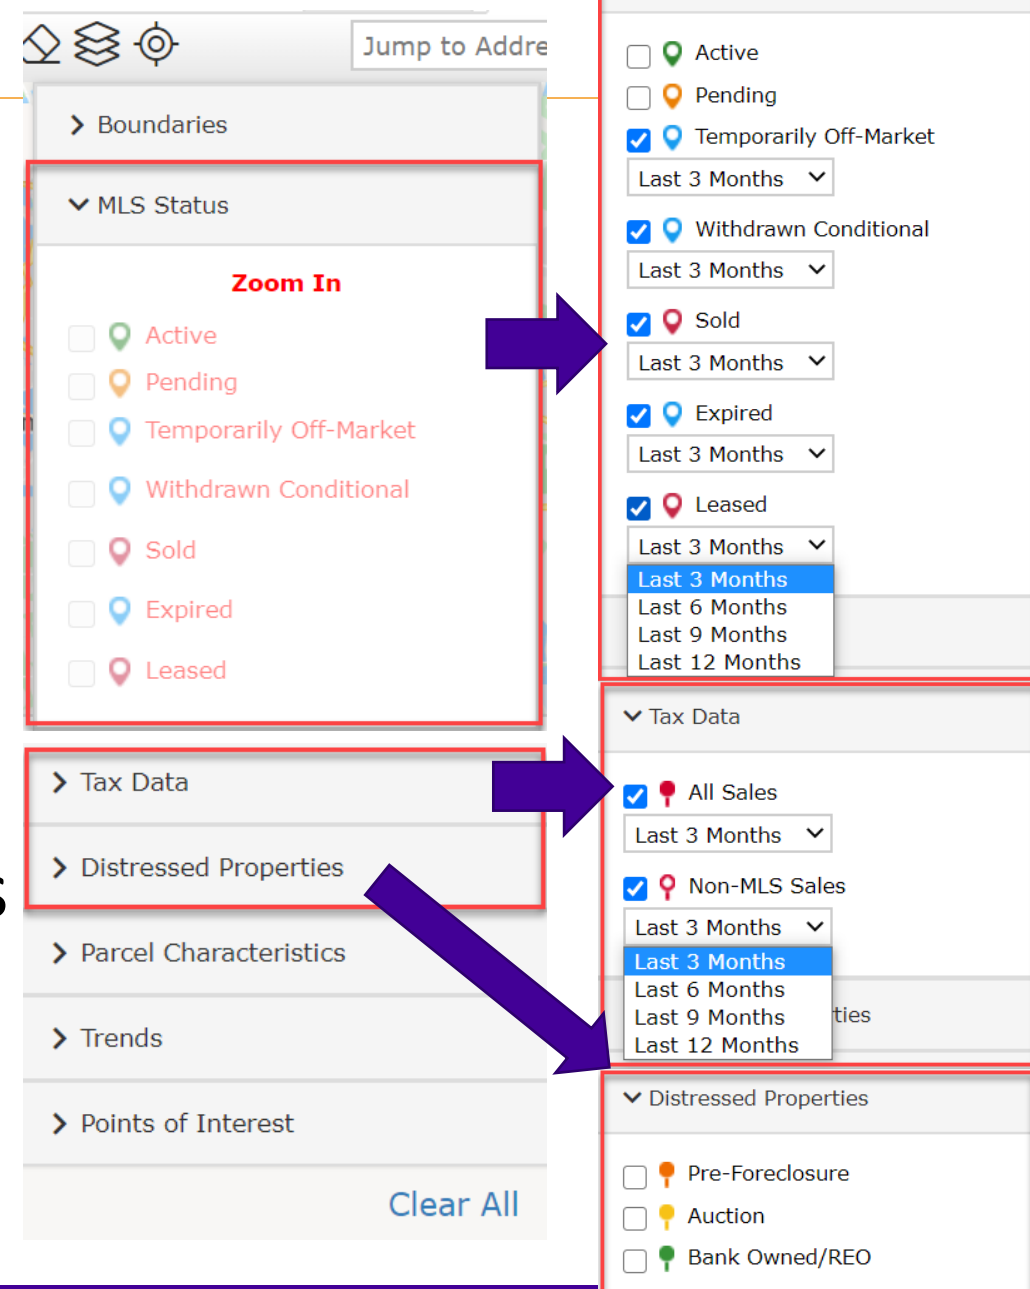 Jump to Addre
Boundaries
MLS Status
Zoom In
Active
Pending
Temporarily Off-Market
Withdrawn Conditional
Sold
Expired
Leased
Tax Data
Distressed Properties
Parcel Characteristics
Trends
Points of Interest
Clear All
s
Active
Pending
Temporarily Off-Market
Last 3 Months
Withdrawn Conditional
Last 3 Months
Sold
Last 3 Months
Expired
Last 3 Months
Leased
Last 3 Months
Last 3 Months
Last 6 Months
Last 9 Months
Last 12 Months
Tax Data
All Sales
Last 3 Months
Non-MLS Sales
Last 3 Months
Last 3 Months
Last 6 Months
Last 9 Months
ties
Last 12 Months
Distressed Properties
Pre-Foreclosure
Auction
Bank Owned/REO